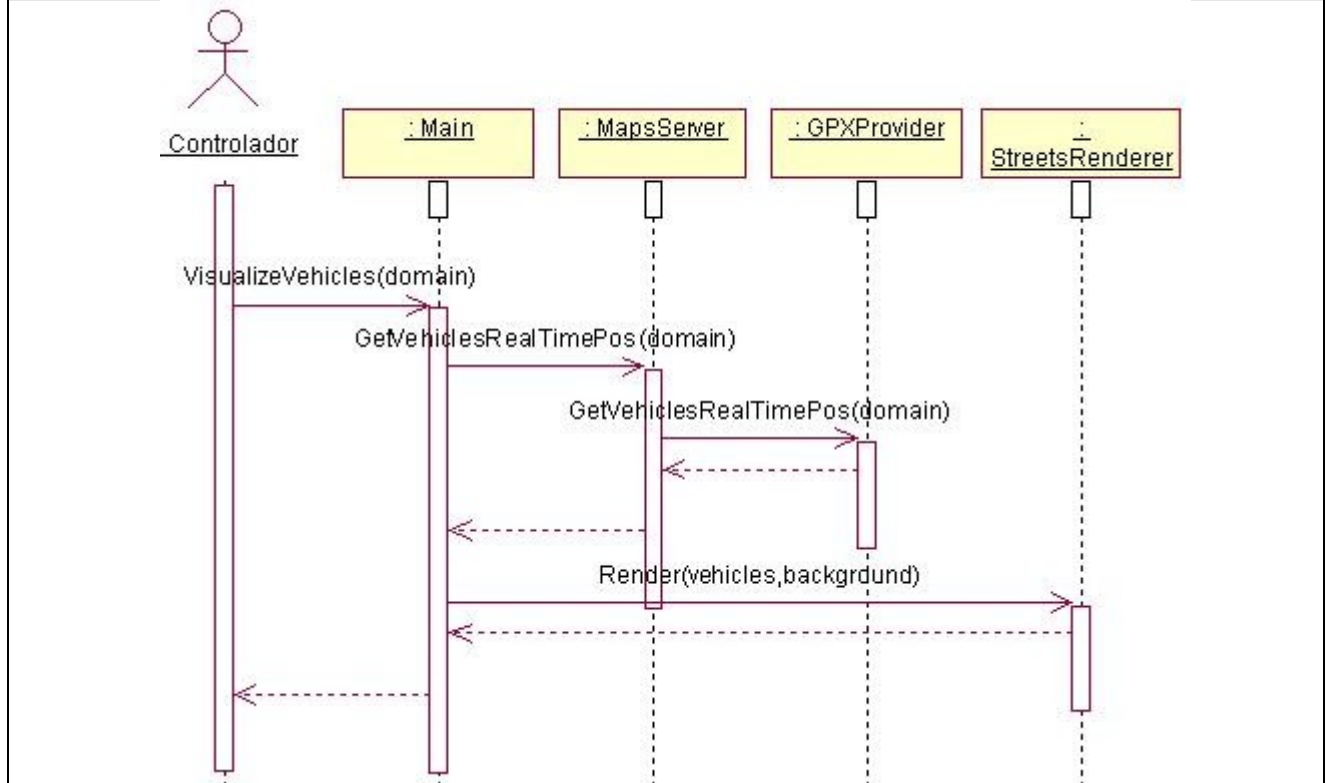 : Main
: MapsServer
: GPXProvider
:
StreetsRenderer
Controlador
VisualizeVehicles(domain)
GetVehiclesRealTimePos(domain)
GetVehiclesRealTimePos(domain)
Render(vehicles,background)